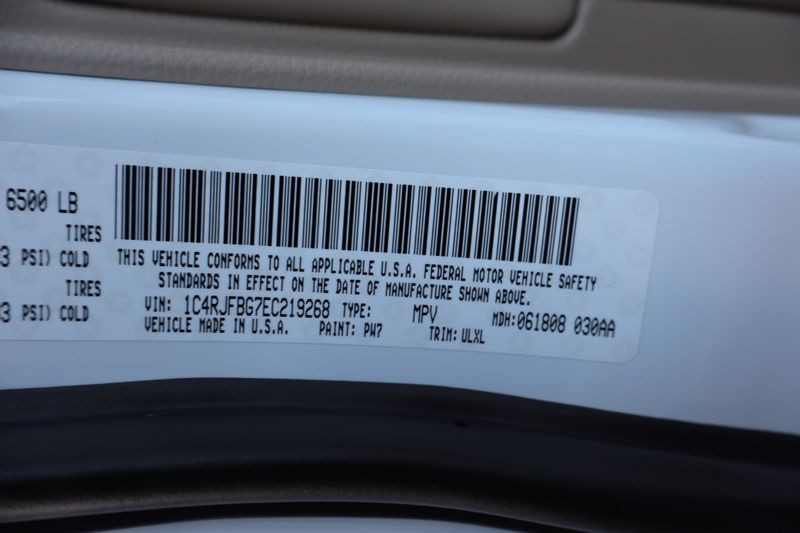 6500 LB
TIRES
3 PSI) COLD
TIRES
3 PSI) COLD
THIS VEHICLE CONFORMS TO ALL APPLICABLE U.S.A. FEDERAL MOTOR VEHICLE SAFETY
STANDARDS IN EFFECT ON THE DATE OF MANUFACTURE SHOWN ABOVE.
VIN: 1C4RJFBG7EC219268 TYPE: MPV MDH:061808 030AA
VEHICLE MADE IN U.S.A. PAINT: PW7 TRIM: ULXL